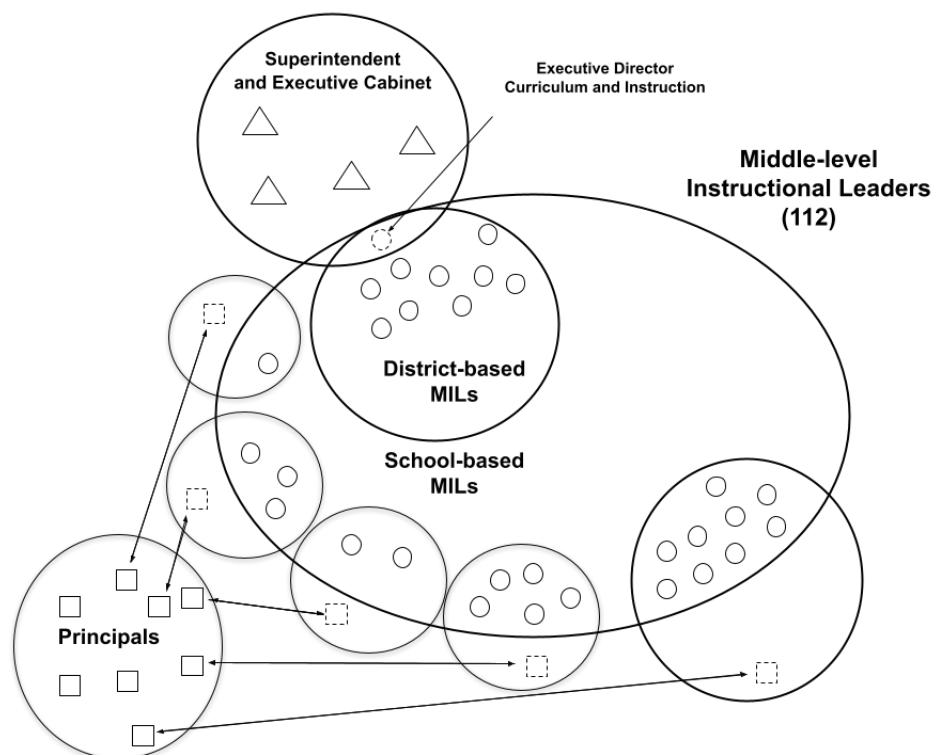 Superintendent
and Executive Cabinet
Executive Director
Curriculum and Instruction
Middle-level
Instructional Leaders
(112)
District-based
MILs
School-based
MILs
Principals